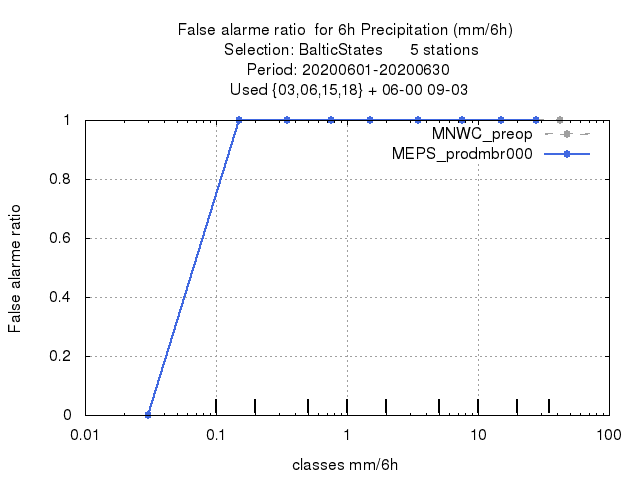 False alarme ratio  for 6h Precipitation (mm/6h)
Selection: BalticStates      5 stations
Period: 20200601-20200630
Used {03,06,15,18} + 06-00 09-03
1
0.8
0.6
0.4
0.2
0
False alarme ratio
MNWC_preop
MEPS_prodmbr000
0.01
0.1
1
10
100
classes mm/6h